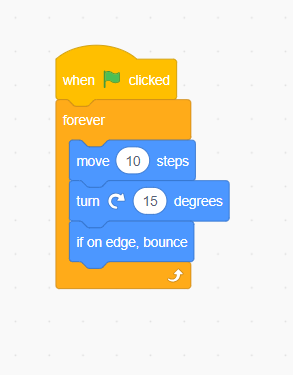 when clicked
forever
move 10 steps
turn 15 degrees
if on edge, bounce